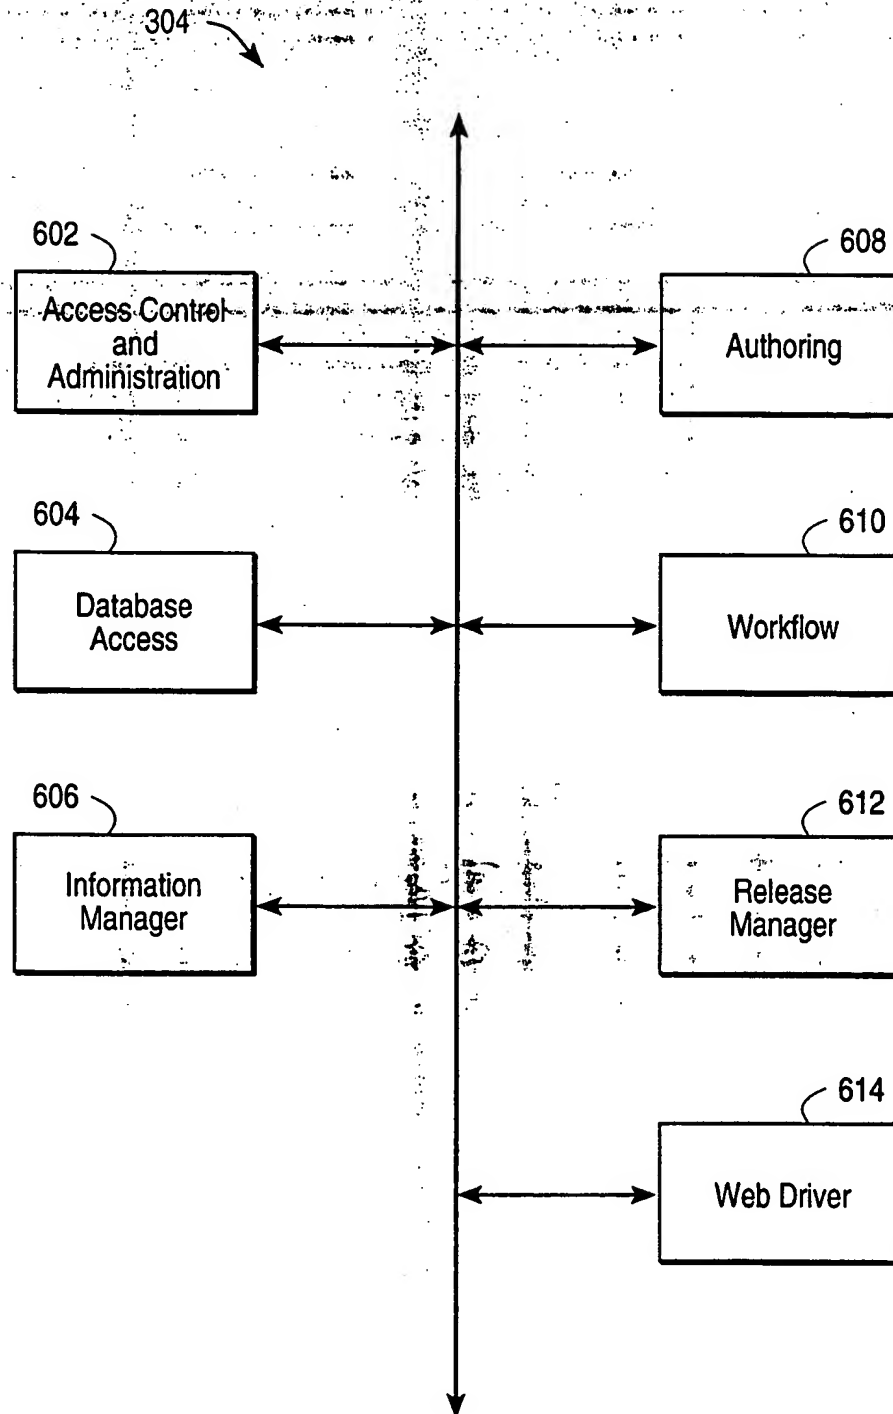 304
602
Access Control
and
Administration
608
Authoring
604
Database
Access
610
Workflow
606
Information
Manager
612
Release
Manager
614
Web Driver